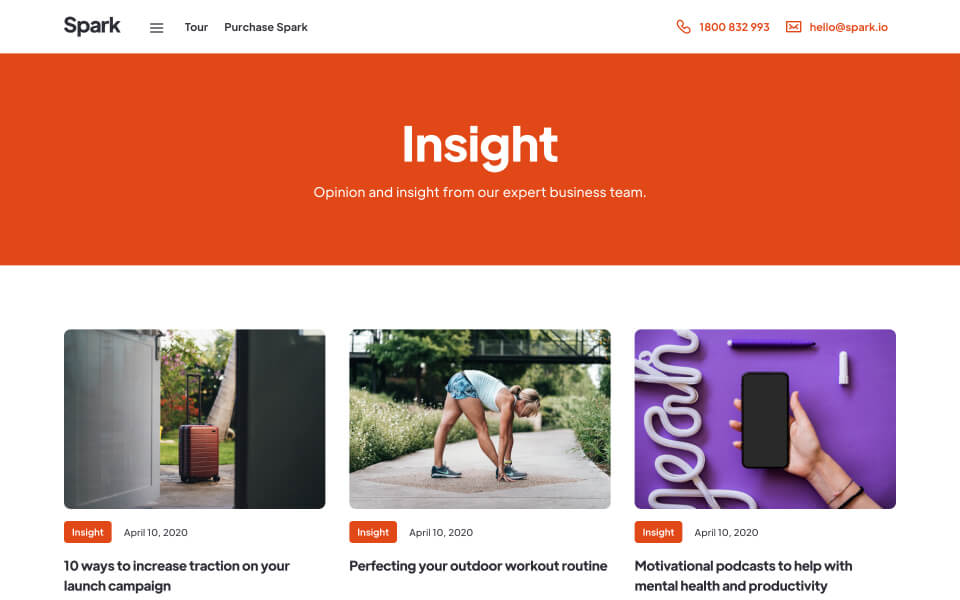 Spark
Tour
Purchase Spark
1800 832 993
hello@spark.io
Insight
Opinion and insight from our expert business team.
yeah
Insight
April 10, 2020
10 ways to increase traction on your
launch campaign
Insight
April 10, 2020
Perfecting your outdoor workout routine
Insight
April 10, 2020
Motivational podcasts to help with
mental health and productivity